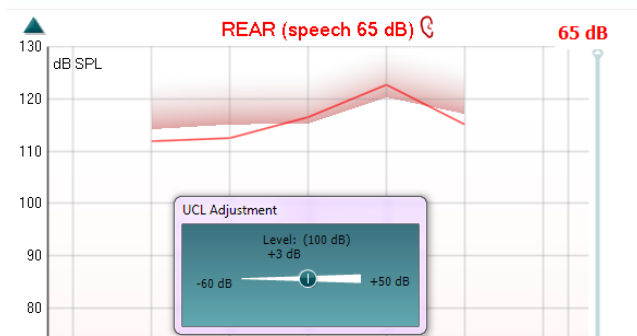 REAR (speech 65 dB)
65 dB
130
dB SPL
120
110
100
UCL Adjustment
Level: (100 dB)
+3 dB
90
-60 dB
+50 dB
80